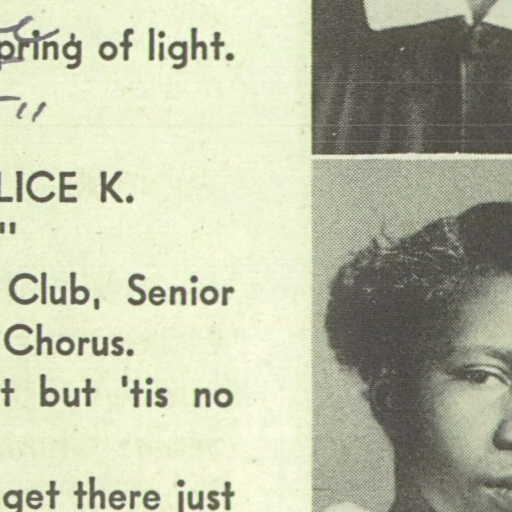 pring of light.
"
LICE K.
"
Club, Senior
Chorus.
t but 'tis no
get there just